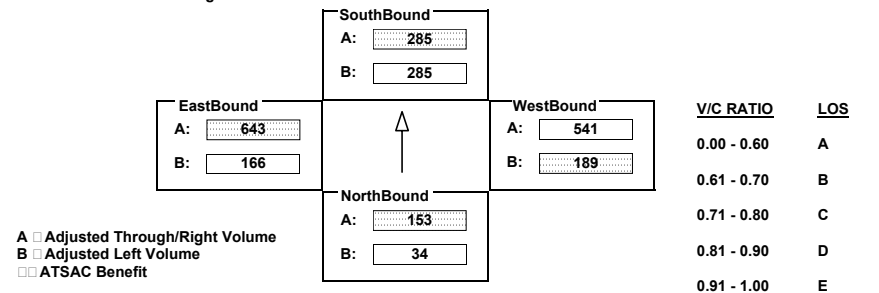 SouthBound
A: 285
B: 285
EastBound
A: 643
B: 166
WestBound
A: 541
B: 189
NorthBound
A: 153
B: 34
A □ Adjusted Through/Right Volume
B □ Adjusted Left Volume
□□ ATSAC Benefit
V/C RATIO LOS
0.00 - 0.60 A
0.61 - 0.70 B
0.71 - 0.80 C
0.81 - 0.90 D
0.91 - 1.00 E